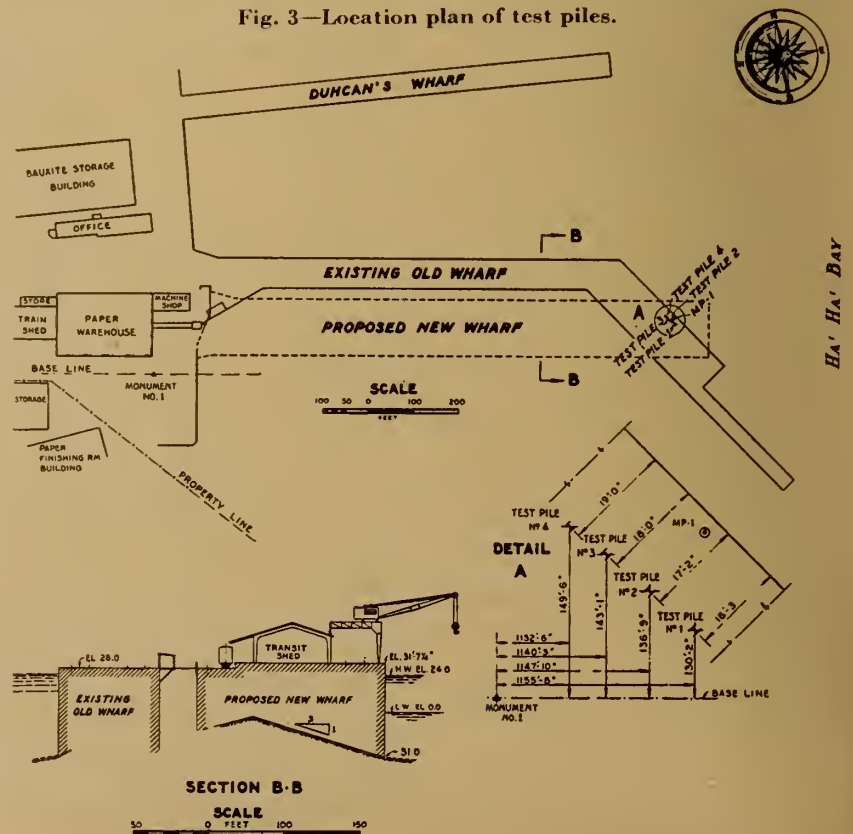 Fig. 3—Location plan of test piles.
DUHCAN'S WHARF
BAUXITE STORAGE
BUILDING
OFFICE
B
EXISTING OLD WHARF
STORE
TRAIN
SHED
PAPER
WAREHOUSE
MACHINE
SHOP
PROPOSED NEW WHARF
A
TEST PILE 4
TEST PILE 2
MP-1
TEST PILE 3
TEST PILE 1
HA' HA' BAY
BASE LINE
MONUMENT
NO. 1
B
SCALE
100 50 0 100 200
FEET
STORAGE
PAPER
FINISHING RM
BUILDING
PROPERTY LINE
DETAIL
A
TEST PILE
Nº 4
19'-0"
TEST PILE
Nº 3
18'-0"
MP-1
TEST PILE
Nº 2
17'-2"
TEST PILE
Nº 1
16'-3
149'-6"
143'-1"
136'-9"
130'-2"
1132'-6"
1140'-3"
1147'-10"
1155'-8"
MONUMENT
NO. 1
BASE LINE
EL 26.0
TRANSIT
SHED
EL. 31'-7½"
H.W. EL. 24.0
EXISTING
OLD WHARF
PROPOSED NEW WHARF
L.W. EL 0.0
3
1
31.0
SECTION B-B
SCALE
50 0 FEET 100 150